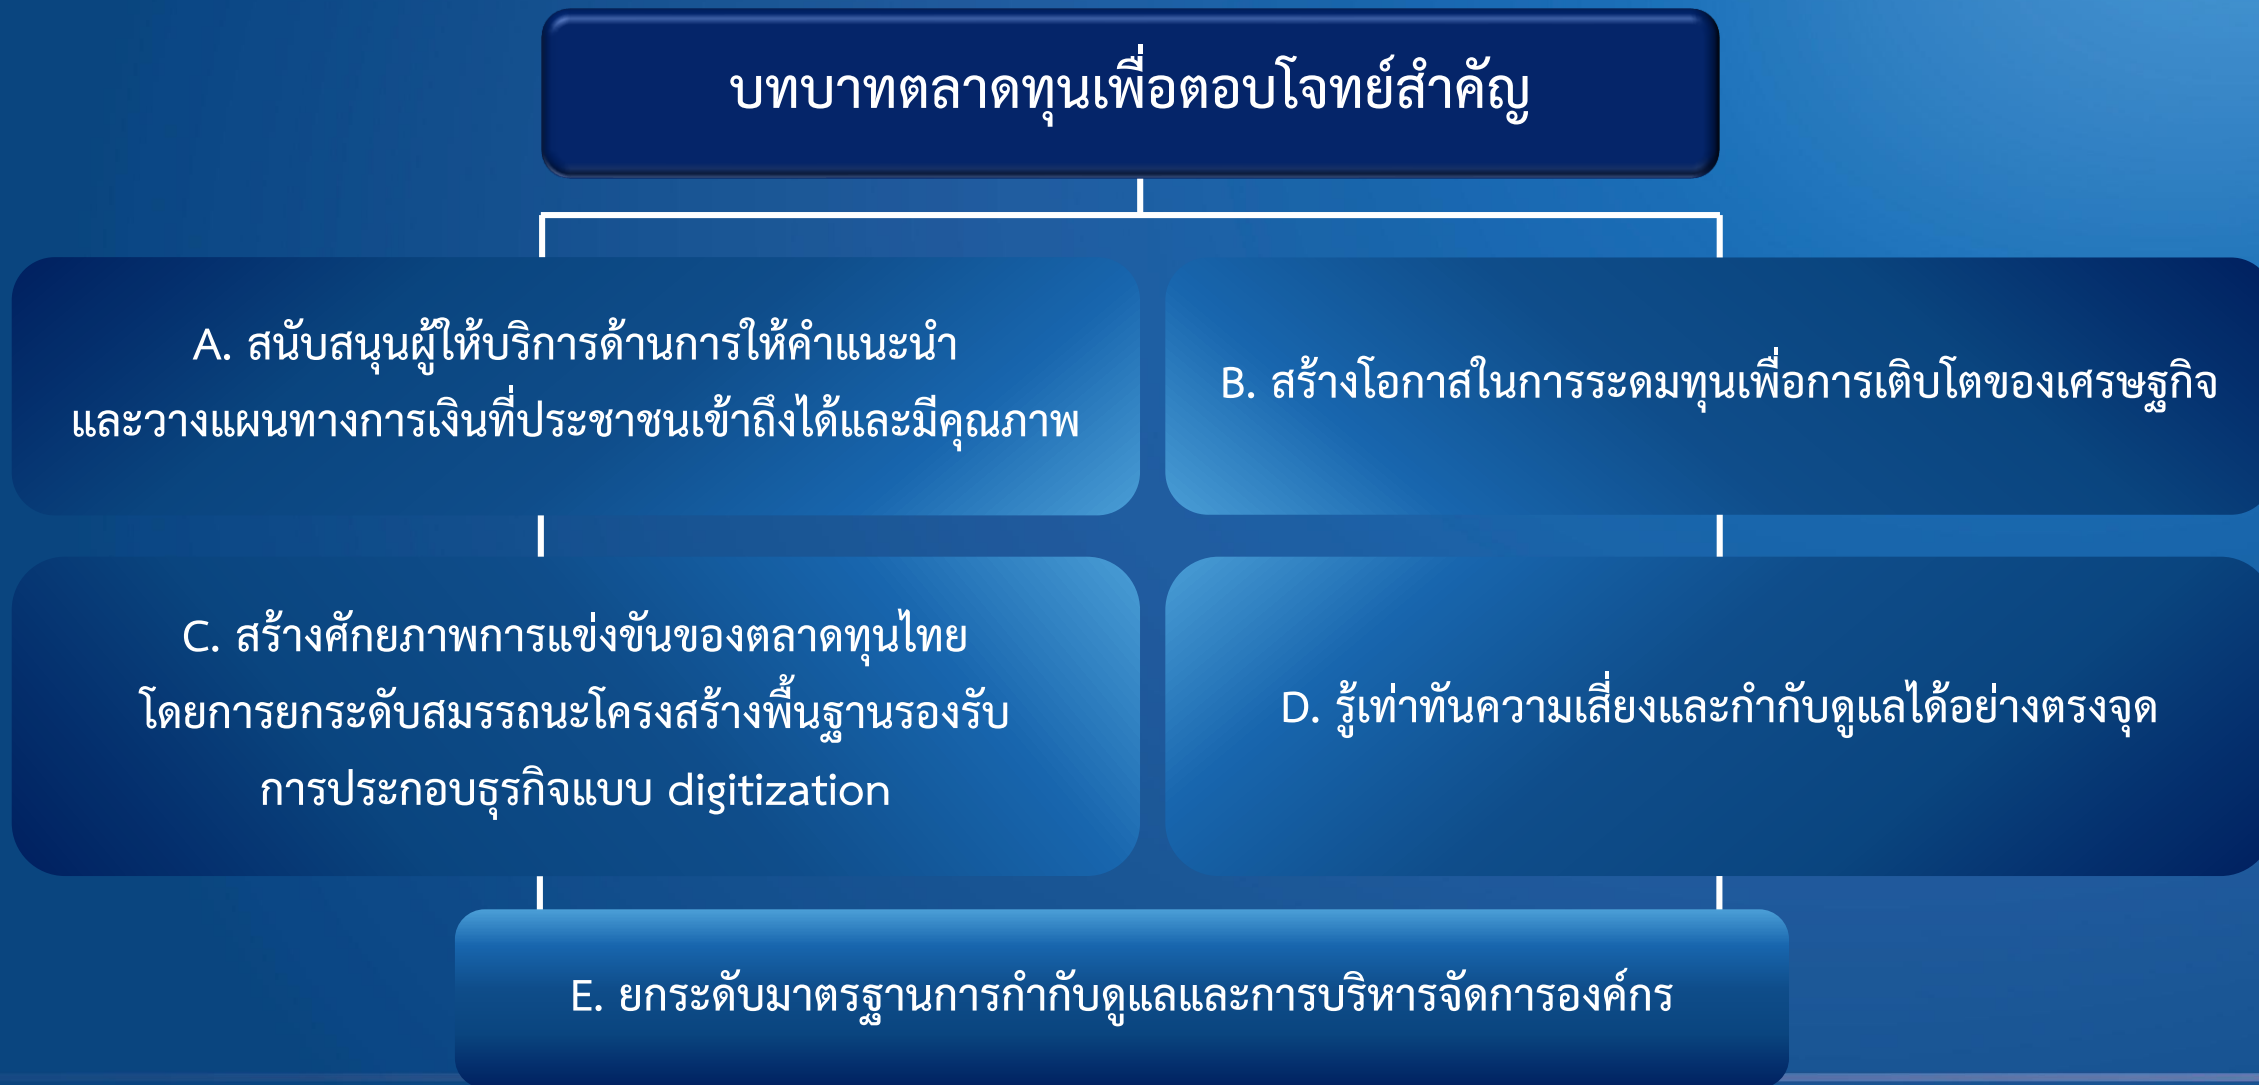 บทบาทตลาดทุนเพื่อตอบโจทย์สำคัญ
A. สนับสนุนผู้ให้บริการด้านการให้คำแนะนำ
และวางแผนทางการเงินที่ประชาชนเข้าถึงได้และมีคุณภาพ
B. สร้างโอกาสในการระดมทุนเพื่อการเติบโตของเศรษฐกิจ
C. สร้างศักยภาพการแข่งขันของตลาดทุนไทย
โดยการยกระดับสมรรถนะโครงสร้างพื้นฐานรองรับ
การประกอบธุรกิจแบบ digitization
D. รู้เท่าทันความเสี่ยงและกำกับดูแลได้อย่างตรงจุด
E. ยกระดับมาตรฐานการกำกับดูแลและการบริหารจัดการองค์กร